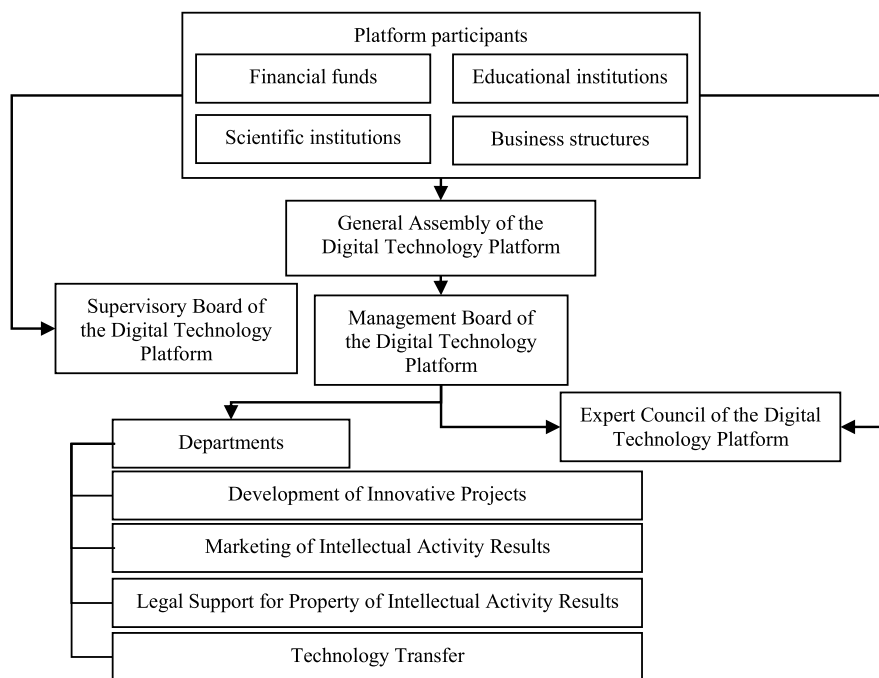 Platform participants
Financial funds
Educational institutions
Scientific institutions
Business structures
General Assembly of the
Digital Technology Platform
Supervisory Board of
the Digital Technology
Platform
Management Board of
the Digital Technology
Platform
Expert Council of the Digital
Technology Platform
Departments
Development of Innovative Projects
Marketing of Intellectual Activity Results
Legal Support for Property of Intellectual Activity Results
Technology Transfer